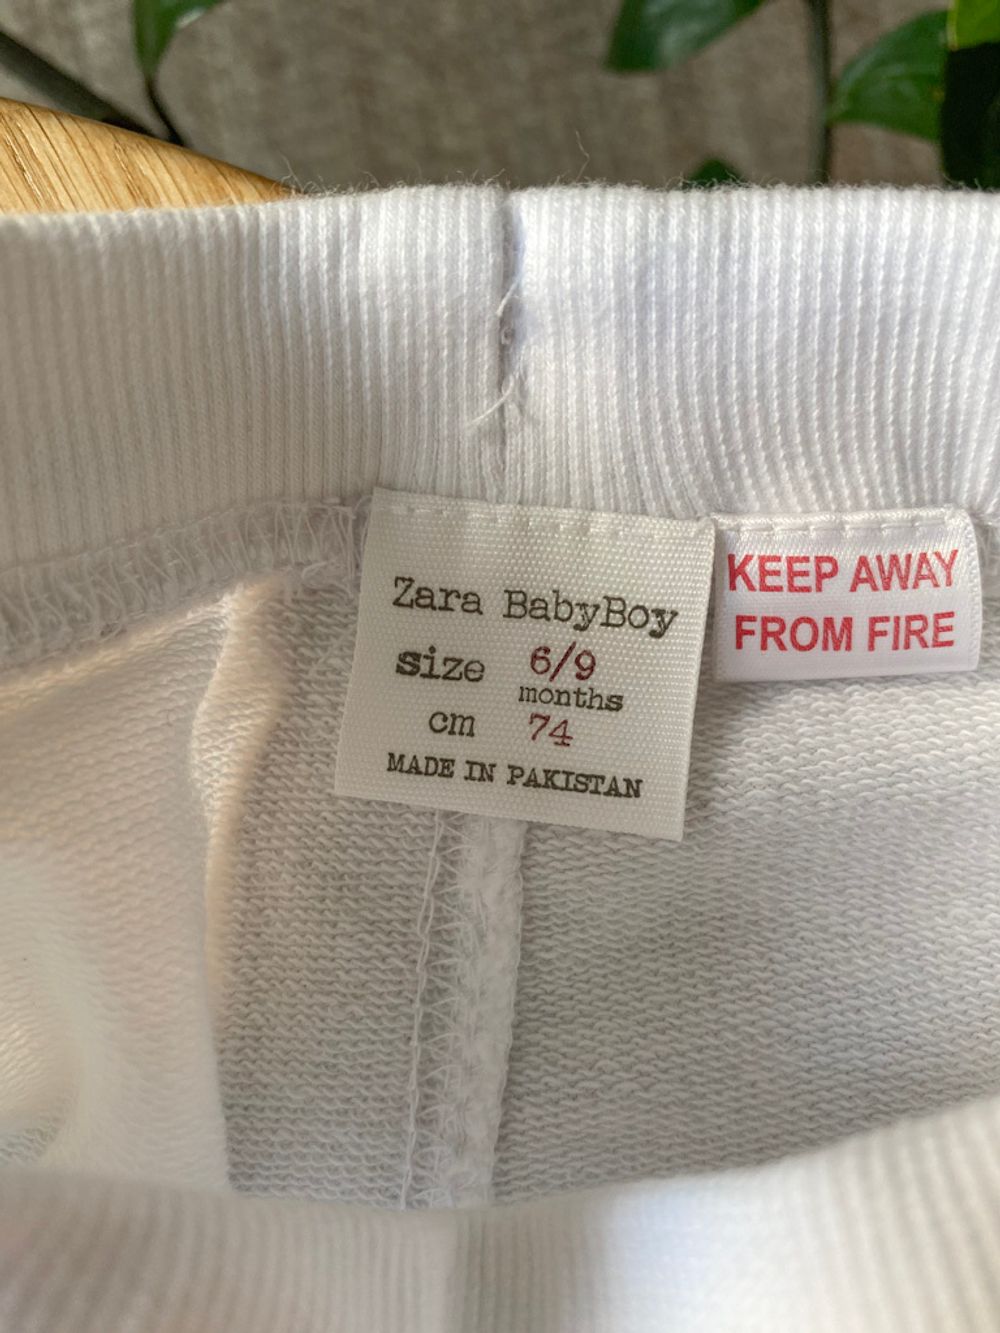 Zara BabyBoy
size 6/9
months
cm 74
MADE IN PAKISTAN
KEEP AWAY
FROM FIRE